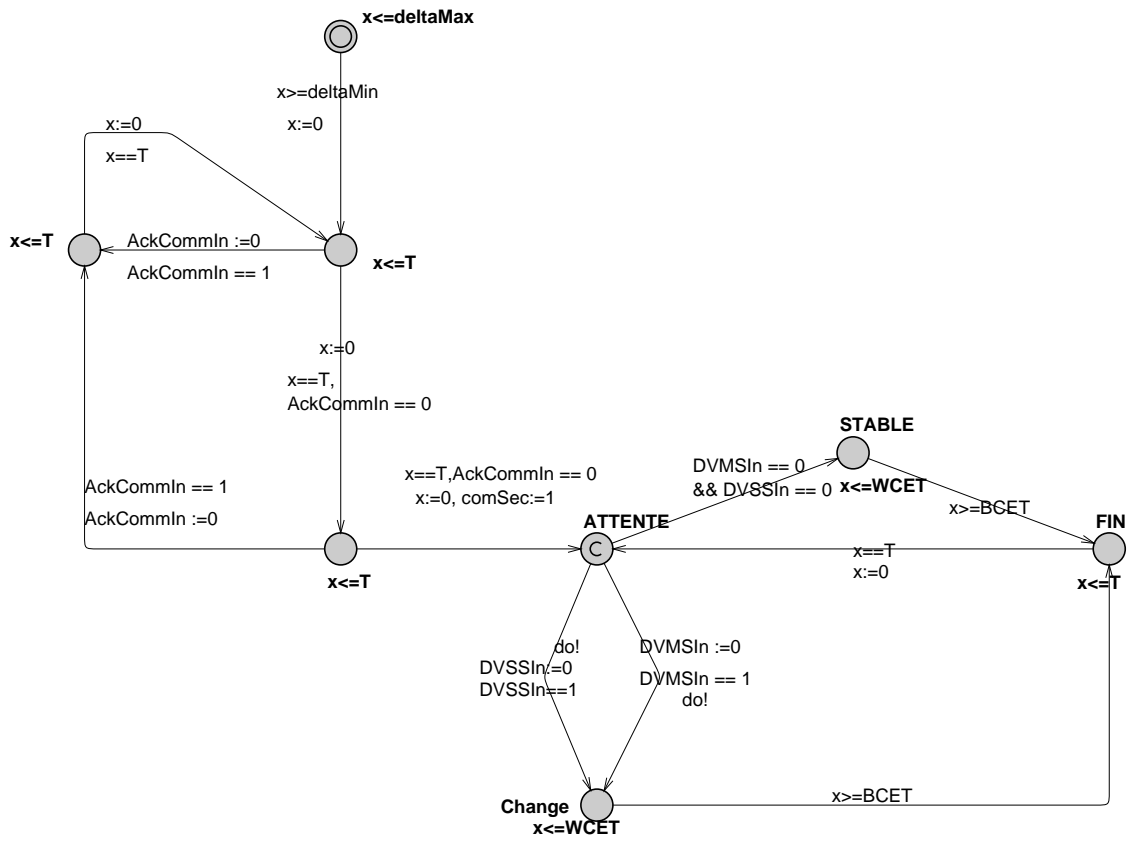 x<=deltaMax
x>=deltaMin
x:=0
x:=0
x==T
x<=T
AckCommIn :=0
AckCommIn == 1
x<=T
x:=0
x==T,
AckCommIn == 0
AckCommIn == 1
AckCommIn :=0
x<=T
x==T,AckCommIn == 0
x:=0, comSec:=1
ATTENTE
C
DVMSIn == 0
&& DVSSIn == 0
STABLE
x<=WCET
x>=BCET
FIN
x<=T
x==T
x:=0
do!
DVSSIn:=0
DVSSIn==1
DVMSIn :=0
DVMSIn == 1
do!
Change
x<=WCET
x>=BCET